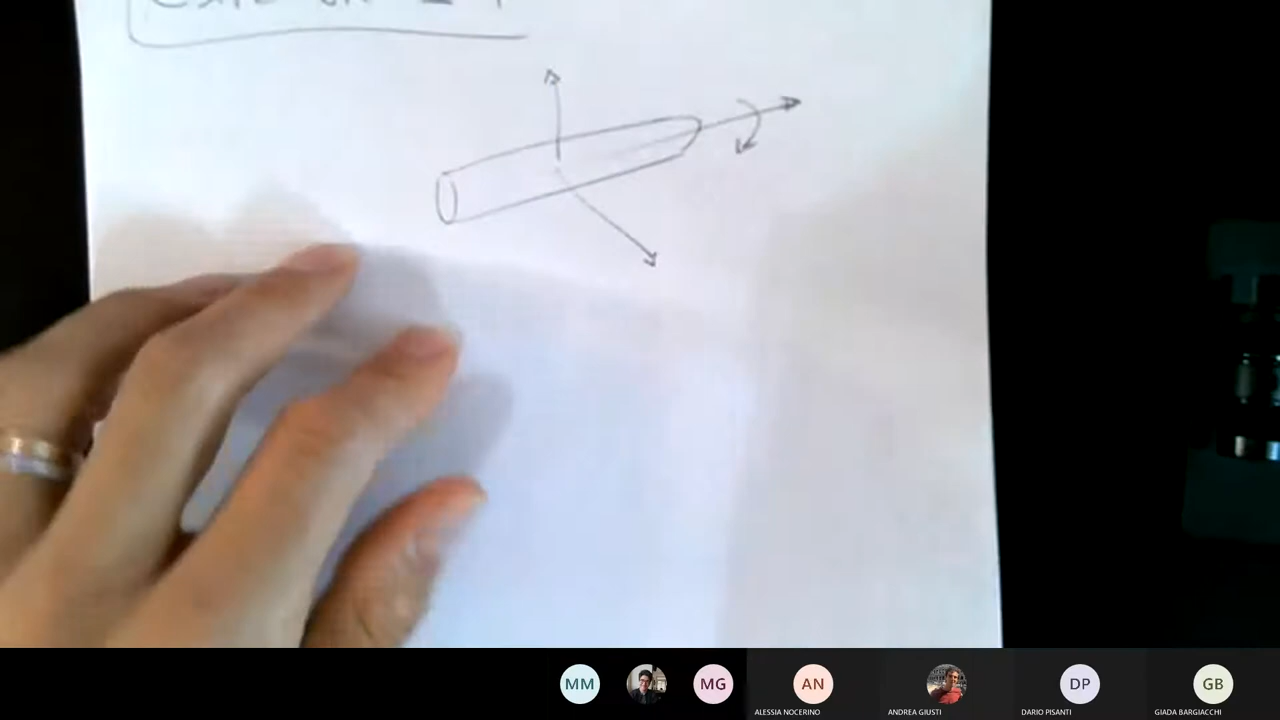 MM
MG
AN
DP
GB
ALESSIA NOCERINO
ANDREA GIUSTI
DARIO PISANTI
GIADA BARGIACCHI